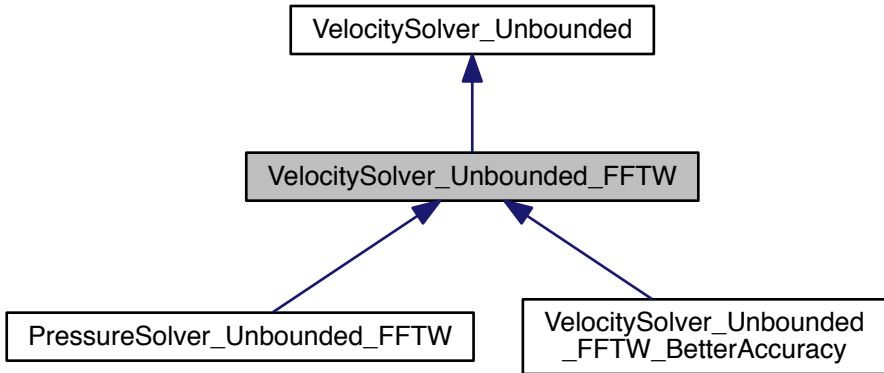 VelocitySolver_Unbounded
VelocitySolver_Unbounded_FFTW
PressureSolver_Unbounded_FFTW
VelocitySolver_Unbounded
_FFTW_BetterAccuracy